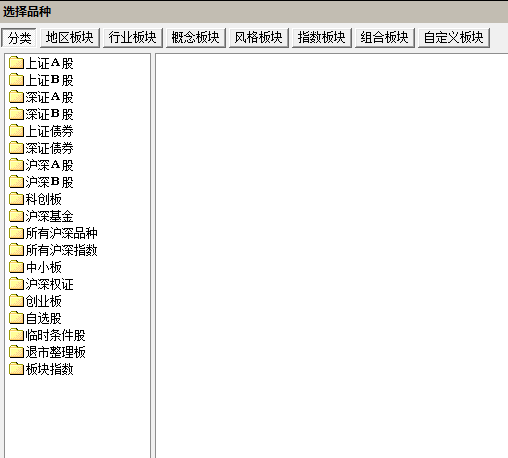 选择品种
分类 地区板块 行业板块 概念板块 风格板块 指数板块 组合板块 自定义板块
上证A股
上证B股
深证A股
深证B股
上证债券
深证债券
沪深A股
沪深B股
科创板
沪深基金
所有沪深品种
所有沪深指数
中小板
沪深权证
创业板
自选股
临时条件股
退市整理板
板块指数